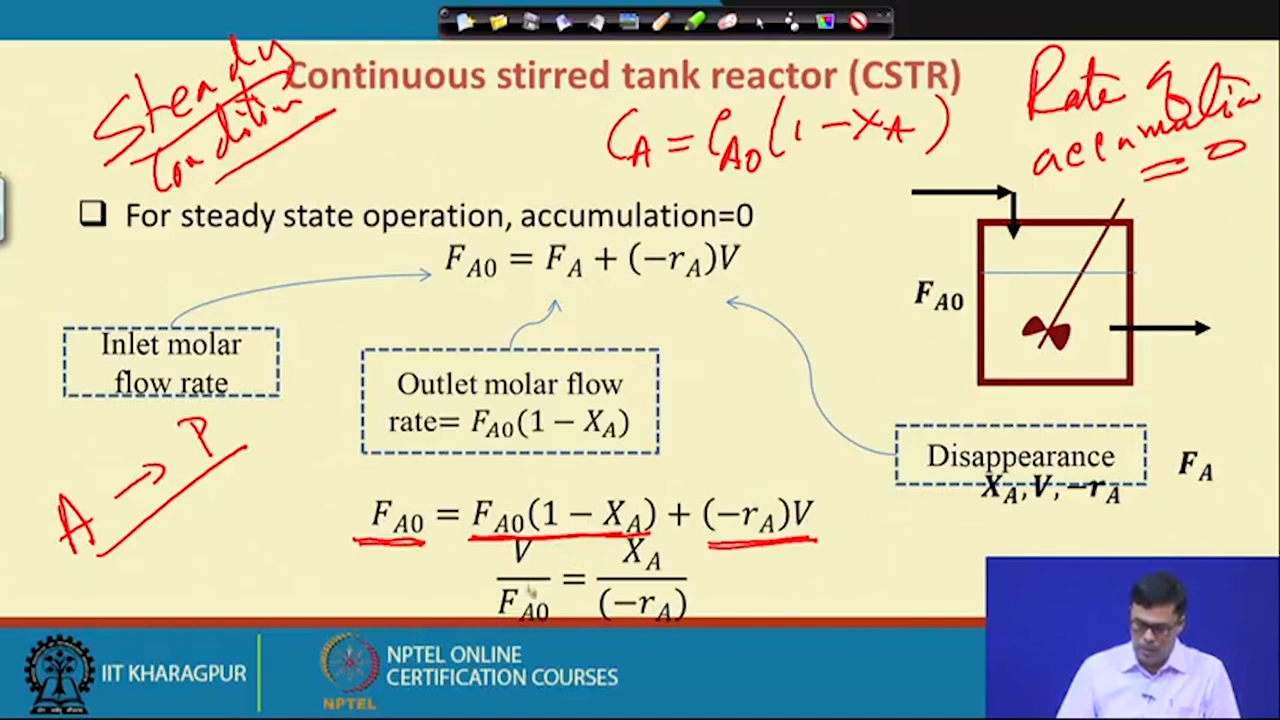 Continuous stirred tank reactor (CSTR)
Steady
Condition
C_A = C_A0 (1 - X_A)
Rate of
accumulation
= 0
❑ For steady state operation, accumulation=0
F_A0 = F_A + (−r_A)V
Inlet molar
flow rate
Outlet molar flow
rate= F_A0(1 − X_A)
F_A0
Disappearance
X_A, V, −r_A
F_A
A → P
F_A0 = F_A0(1 − X_A) + (−r_A)V
V/F_A0 = X_A/(−r_A)
IIT KHARAGPUR
NPTEL
NPTEL ONLINE
CERTIFICATION COURSES